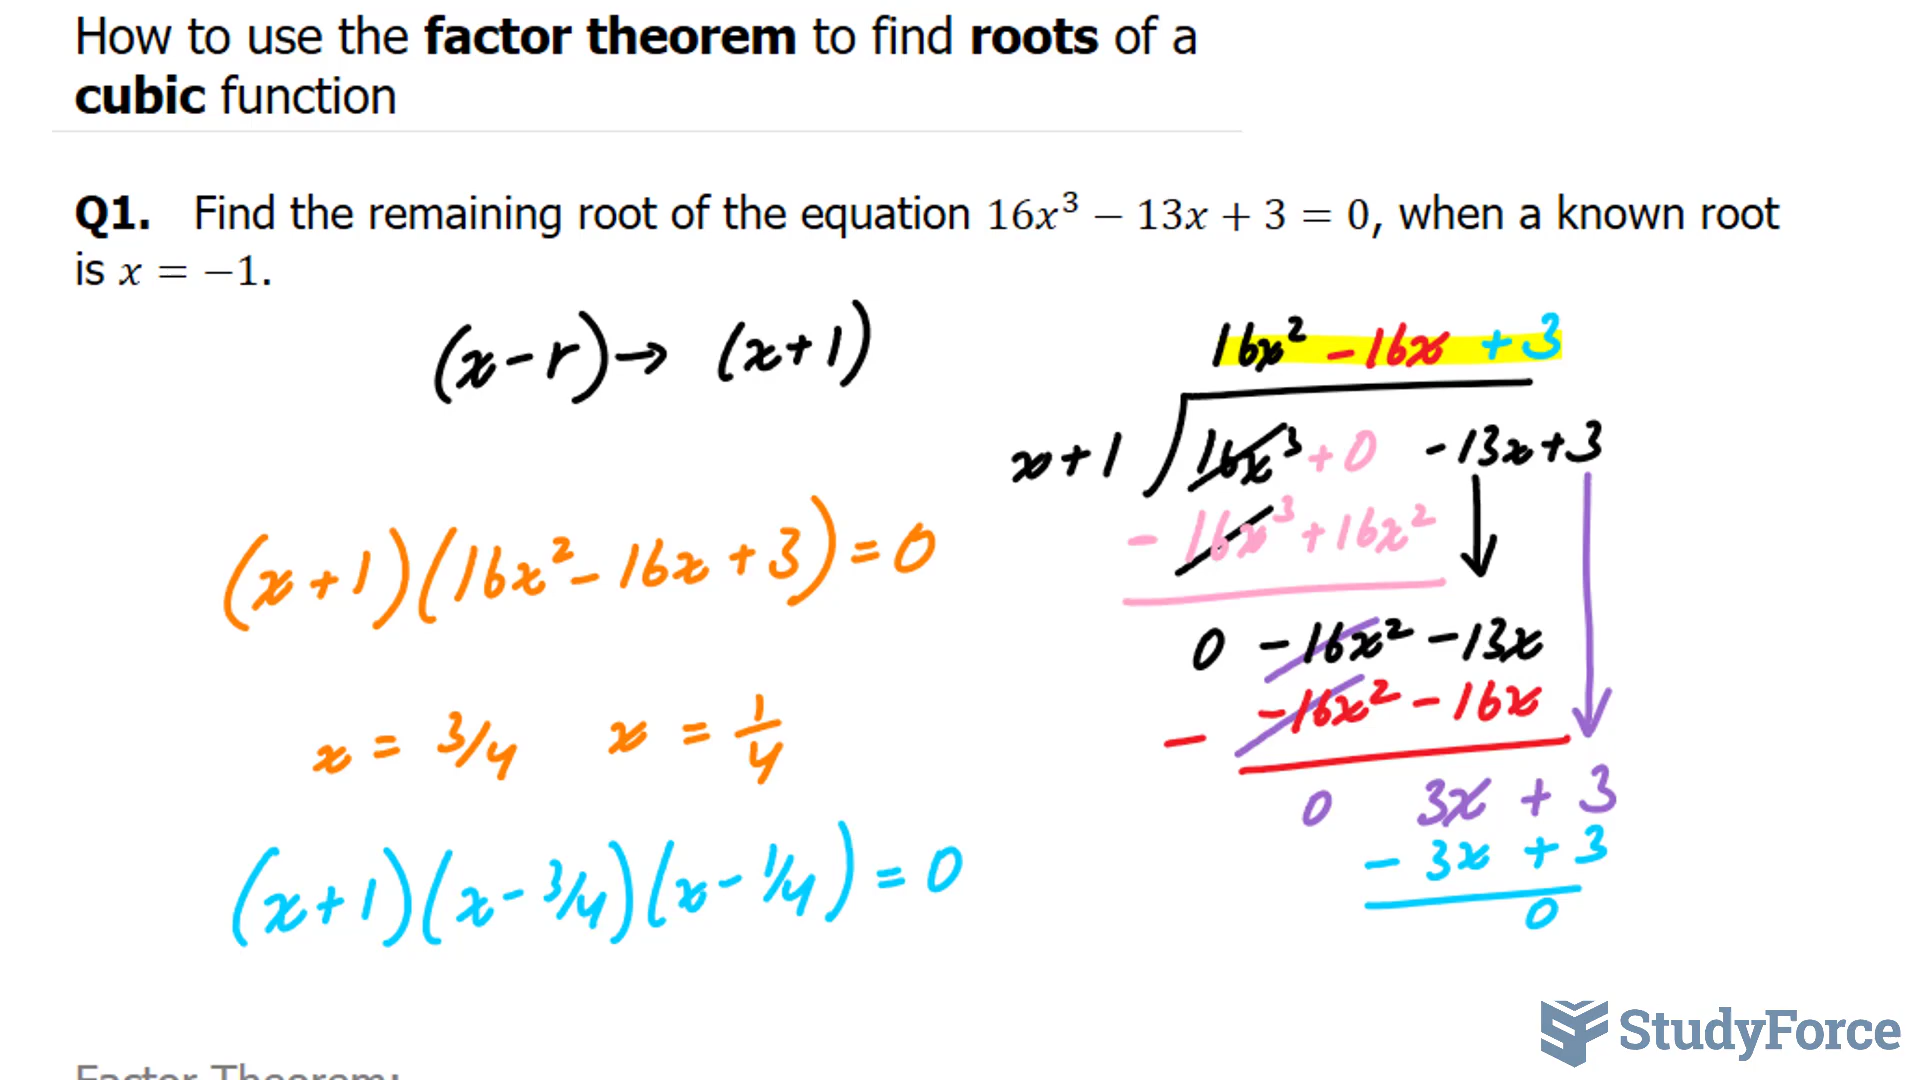 How to use the factor theorem to find roots of a
cubic function
Q1. Find the remaining root of the equation 16x³ − 13x + 3 = 0, when a known root
is x = −1.
(x-r)→ (x+1)
16x² -16x +3
x+1 16x³ +0 -13x+3
- 16x³ +16x²
(x+1)(16x²-16x+3)=0
0 -16x² -13x
- -16x² -16x
x = 3/4 x = 1/4
0 3x + 3
- 3x + 3
0
(x+1)(x-3/4)(x-1/4)=0
StudyForce
Factor Theorem: